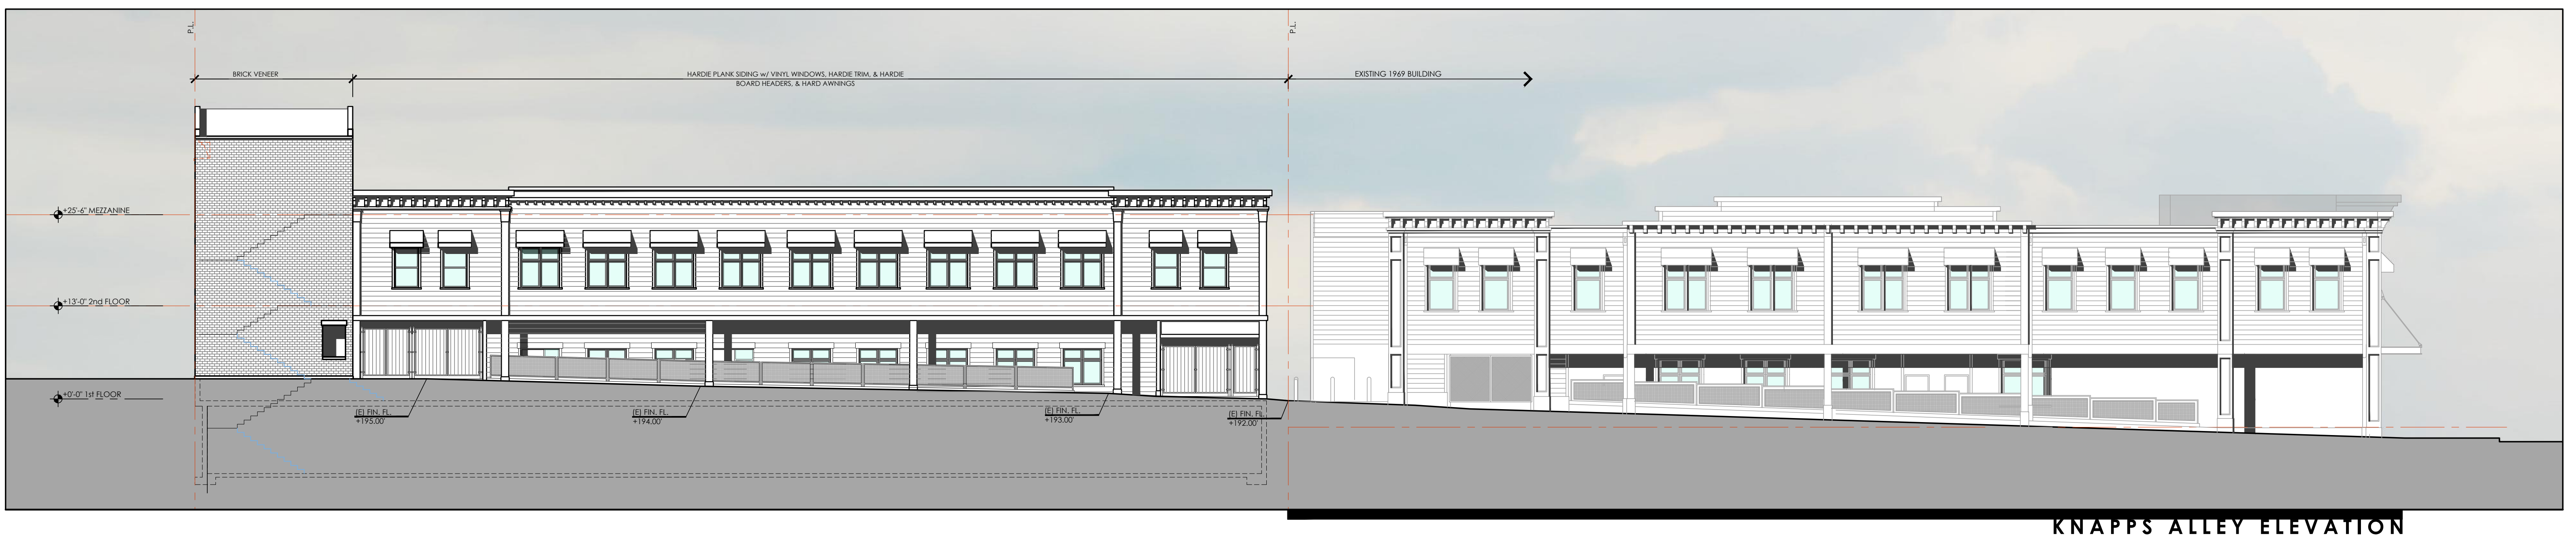 P.L.
P.L.
BRICK VENEER
HARDIE PLANK SIDING w/ VINYL WINDOWS, HARDIE TRIM, & HARDIE
BOARD HEADERS, & HARD AWNINGS
EXISTING 1969 BUILDING
+25'-6" MEZZANINE
+13'-0" 2nd FLOOR
+0'-0" 1st FLOOR
(E) FIN. FL.
+195.00'
(E) FIN. FL.
+194.00'
(E) FIN. FL.
+193.00'
(E) FIN. FL.
+192.00'
KNAPPS ALLEY ELEVATION